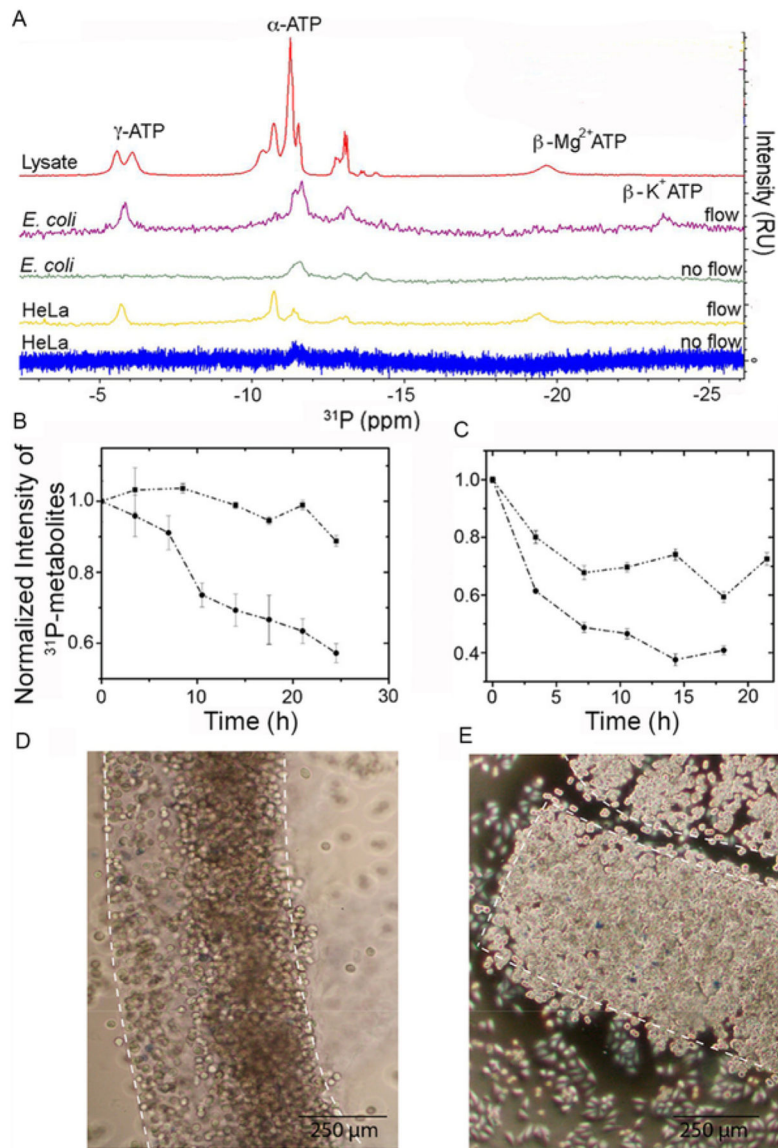 A
α-ATP
γ-ATP
β-Mg²⁺ATP
Lysate
β-K⁺ATP
E. coli flow
E. coli no flow
HeLa flow
HeLa no flow
Intensity (RU)
0
-5 -10 -15 -20 -25
³¹P (ppm)
B
C
Normalized Intensity of
³¹P-metabolites
1.0
0.8
0.6
0 10 20 30
Time (h)
1.0
0.8
0.6
0.4
0 5 10 15 20
Time (h)
D
E
250 µm
250 µm